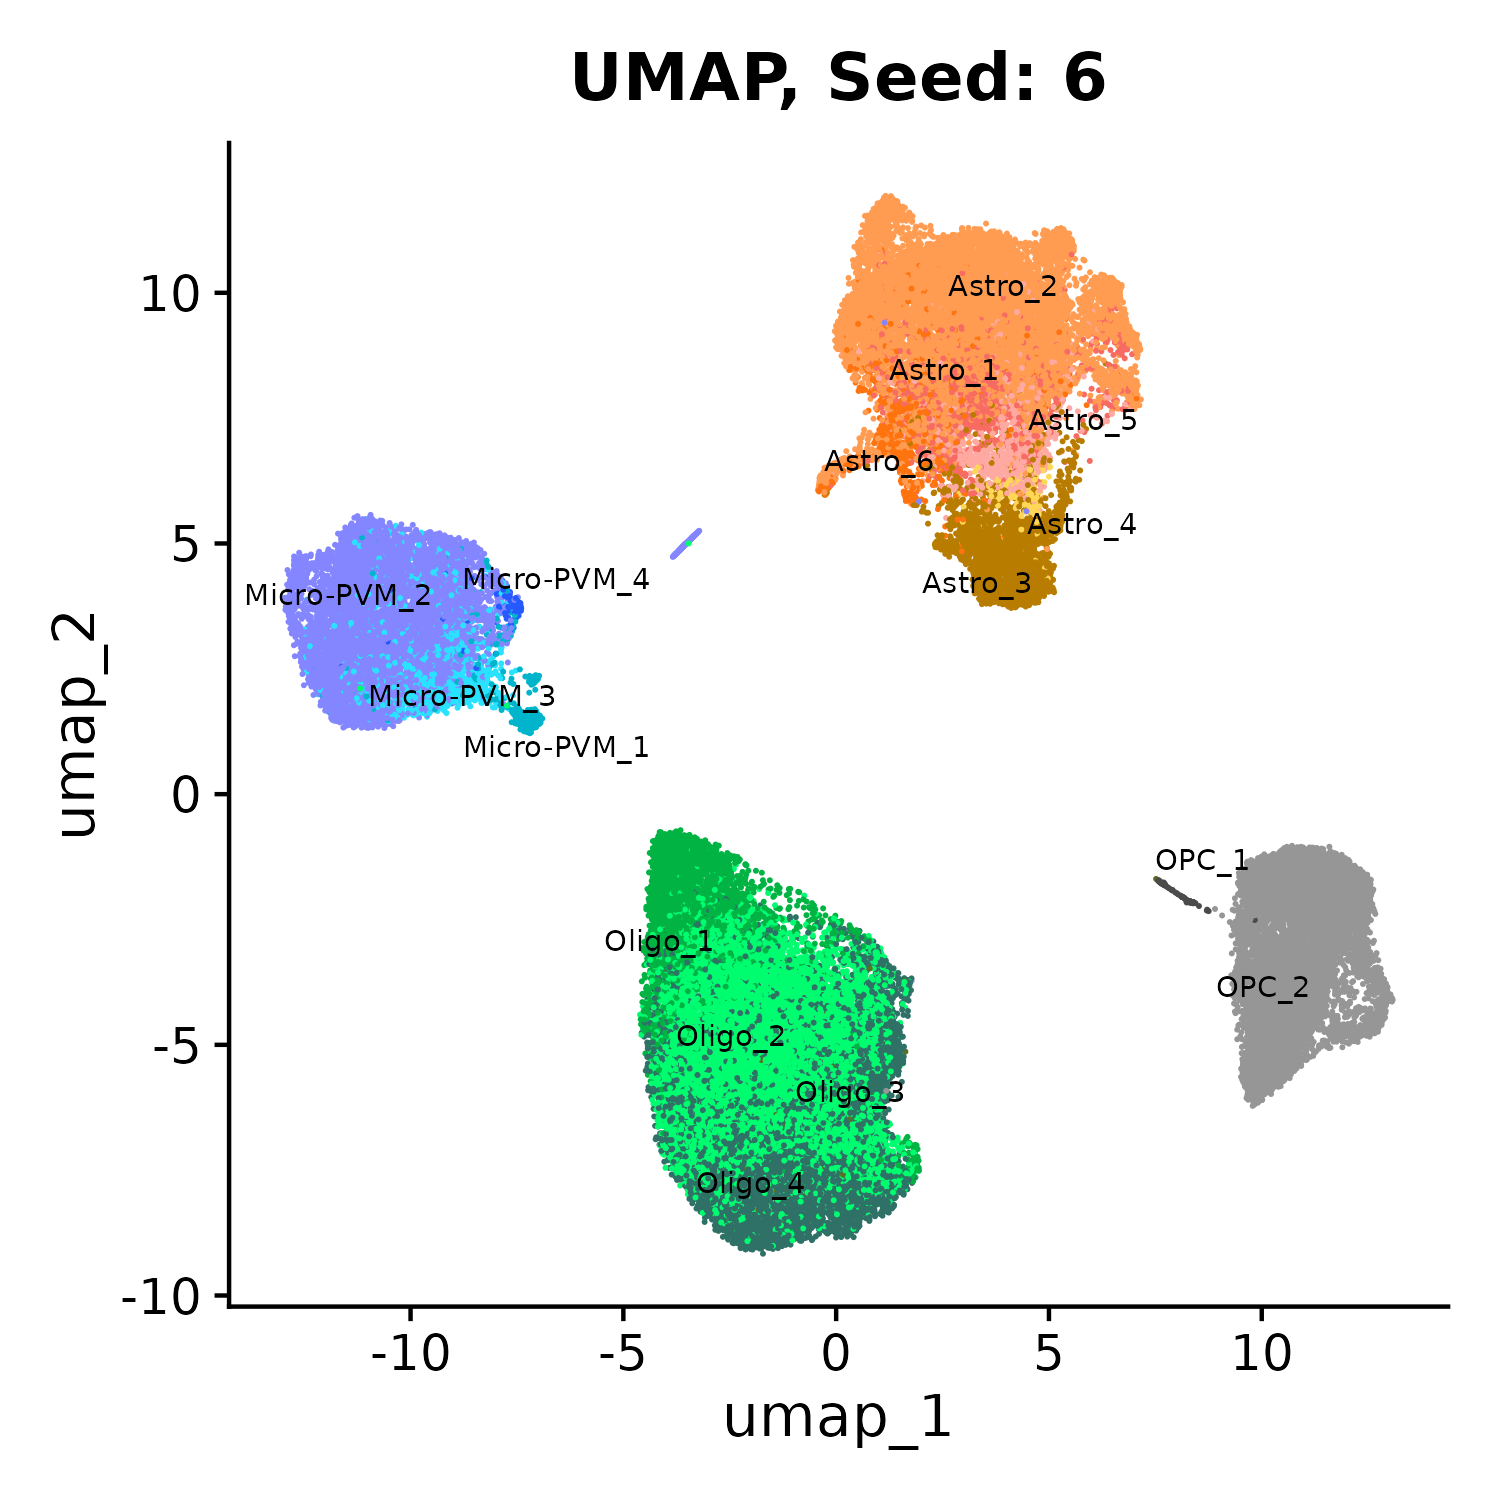 UMAP, Seed: 6
umap_2
10
5
0
-5
-10
Astro_2
Astro_1
Astro_5
Astro_6
Astro_4
Astro_3
Micro-PVM_4
Micro-PVM_2
Micro-PVM_3
Micro-PVM_1
OPC_1
Oligo_1
OPC_2
Oligo_2
Oligo_3
Oligo_4
-10
-5
0
5
10
umap_1